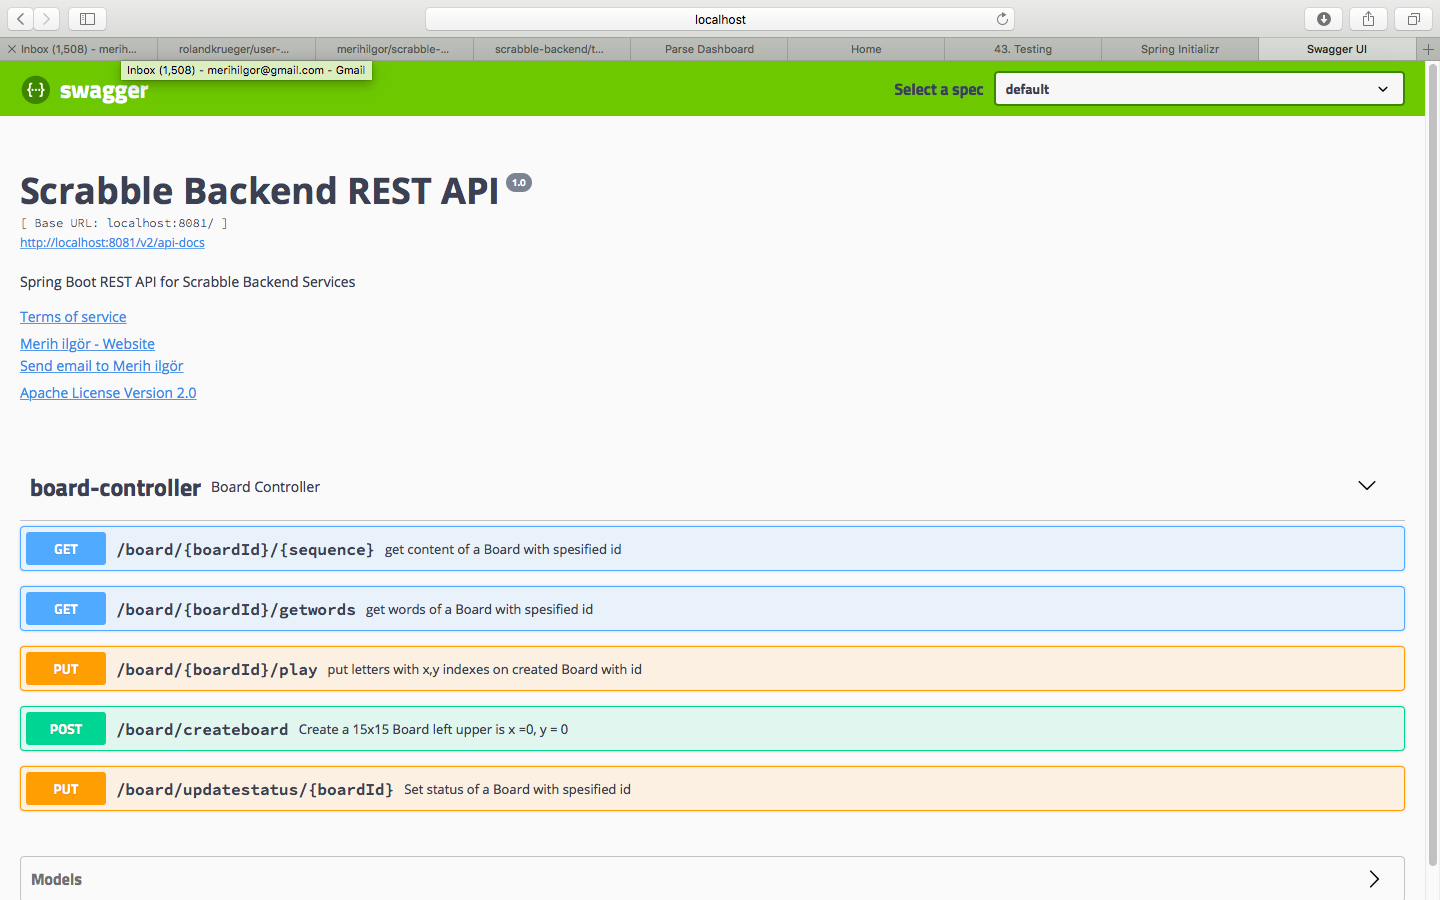 localhost
Inbox (1,508) - merih...
rolandkrueger/user-...
merihilgor/scrabble-...
scrabble-backend/t...
Parse Dashboard
Home
43. Testing
Spring Initializr
Swagger UI
Inbox (1,508) - merihilgor@gmail.com - Gmail
{··} swagger
Select a spec
default
Scrabble Backend REST API 1.0
[ Base URL: localhost:8081/ ]
http://localhost:8081/v2/api-docs
Spring Boot REST API for Scrabble Backend Services
Terms of service
Merih ilgör - Website
Send email to Merih ilgör
Apache License Version 2.0
board-controller Board Controller
GET /board/{boardId}/{sequence} get content of a Board with spesified id
GET /board/{boardId}/getwords get words of a Board with spesified id
PUT /board/{boardId}/play put letters with x,y indexes on created Board with id
POST /board/createboard Create a 15x15 Board left upper is x =0, y = 0
PUT /board/updatestatus/{boardId} Set status of a Board with spesified id
Models